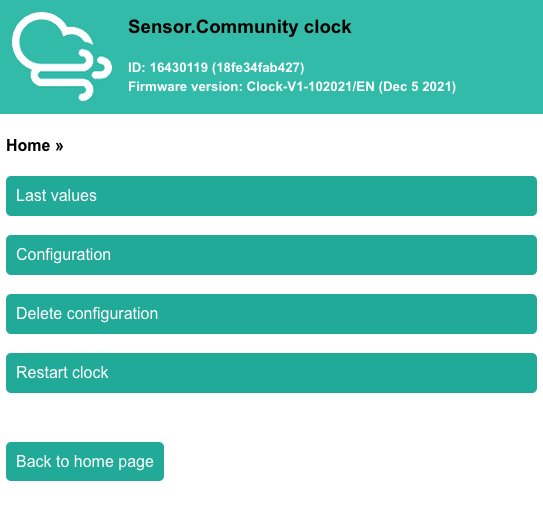 Sensor.Community clock
ID: 16430119 (18fe34fab427)
Firmware version: Clock-V1-102021/EN (Dec 5 2021)
Home »
Last values
Configuration
Delete configuration
Restart clock
Back to home page